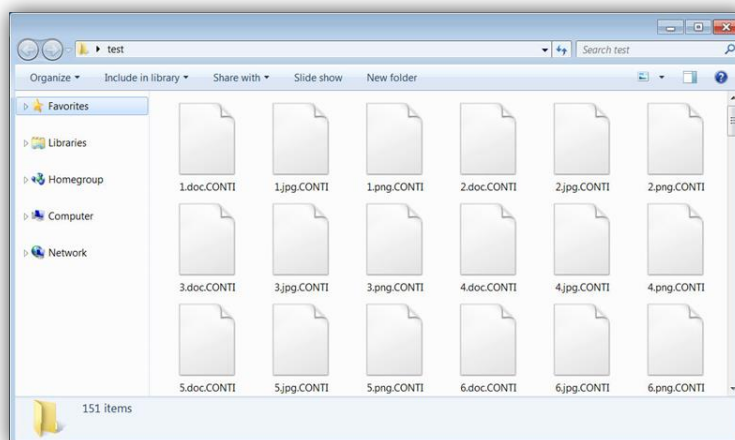 test
Search test
Organize Include in library Share with Slide show New folder
Favorites
Libraries
Homegroup
Computer
Network
1.doc.CONTI 1.jpg.CONTI 1.png.CONTI 2.doc.CONTI 2.jpg.CONTI 2.png.CONTI
3.doc.CONTI 3.jpg.CONTI 3.png.CONTI 4.doc.CONTI 4.jpg.CONTI 4.png.CONTI
5.doc.CONTI 5.jpg.CONTI 5.png.CONTI 6.doc.CONTI 6.jpg.CONTI 6.png.CONTI
151 items